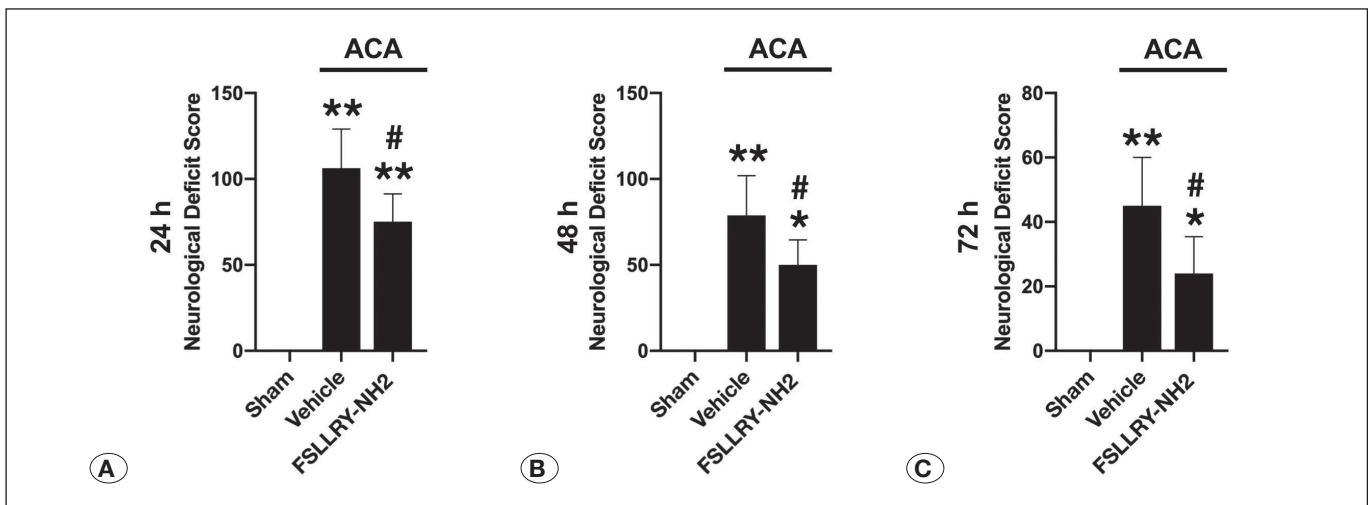 ACA
24 h
Neurological Deficit Score
150
100
50
0
**
#
**
Sham
Vehicle
FSLLRY-NH2
A
ACA
48 h
Neurological Deficit Score
150
100
50
0
**
#
*
Sham
Vehicle
FSLLRY-NH2
B
ACA
72 h
Neurological Deficit Score
80
60
40
20
0
**
#
*
Sham
Vehicle
FSLLRY-NH2
C